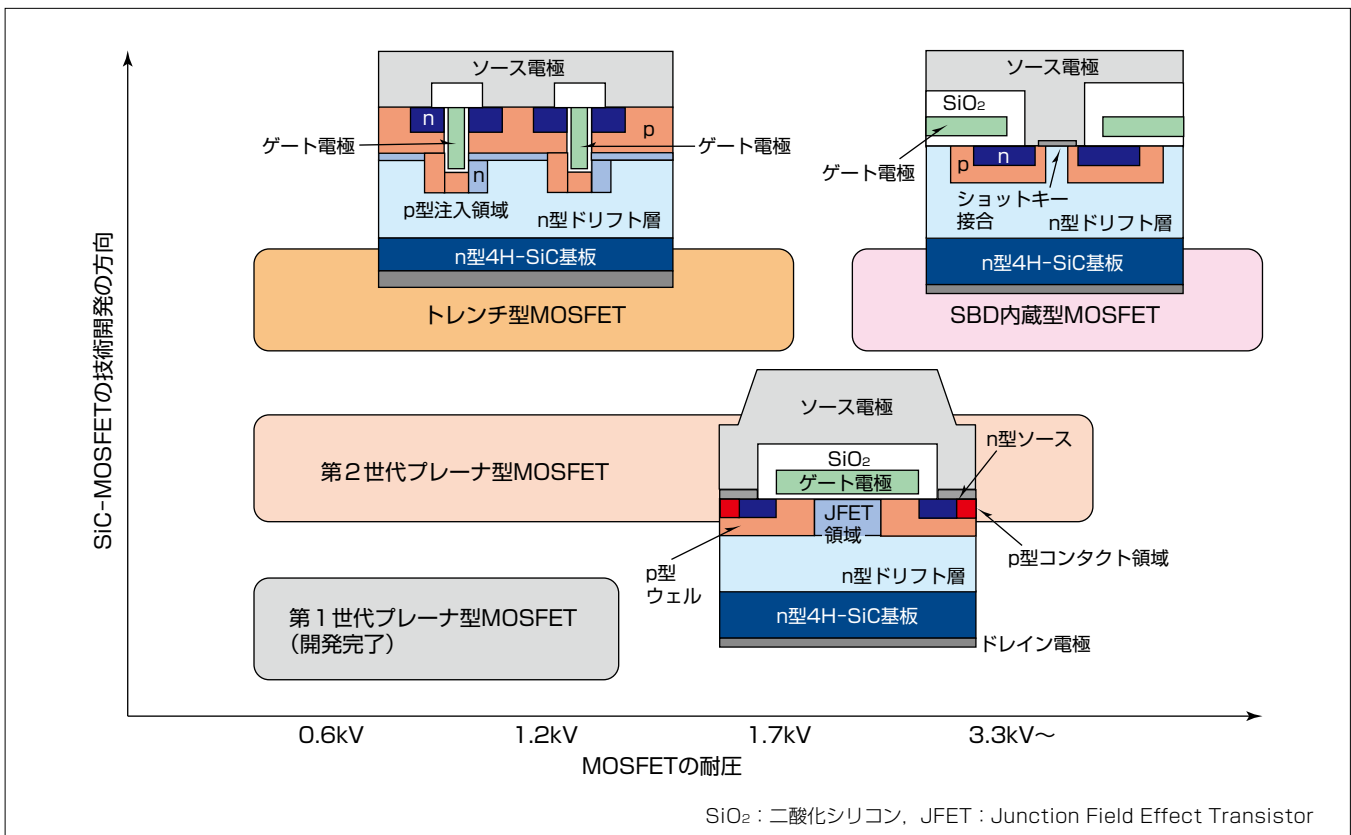 SiC-MOSFETの技術開発の方向
ソース電極
n
p
ゲート電極
ゲート電極
n
p型注入領域
n型ドリフト層
n型4H-SiC基板
トレンチ型MOSFET
ソース電極
SiO₂
ゲート電極
p
n
ショットキー
接合
n型ドリフト層
n型4H-SiC基板
SBD内蔵型MOSFET
第2世代プレーナ型MOSFET
ソース電極
SiO₂
ゲート電極
n型ソース
JFET
領域
p型コンタクト領域
p型
ウェル
n型ドリフト層
n型4H-SiC基板
ドレイン電極
第1世代プレーナ型MOSFET
（開発完了）
0.6kV
1.2kV
1.7kV
3.3kV～
MOSFETの耐圧
SiO₂：二酸化シリコン，JFET：Junction Field Effect Transistor